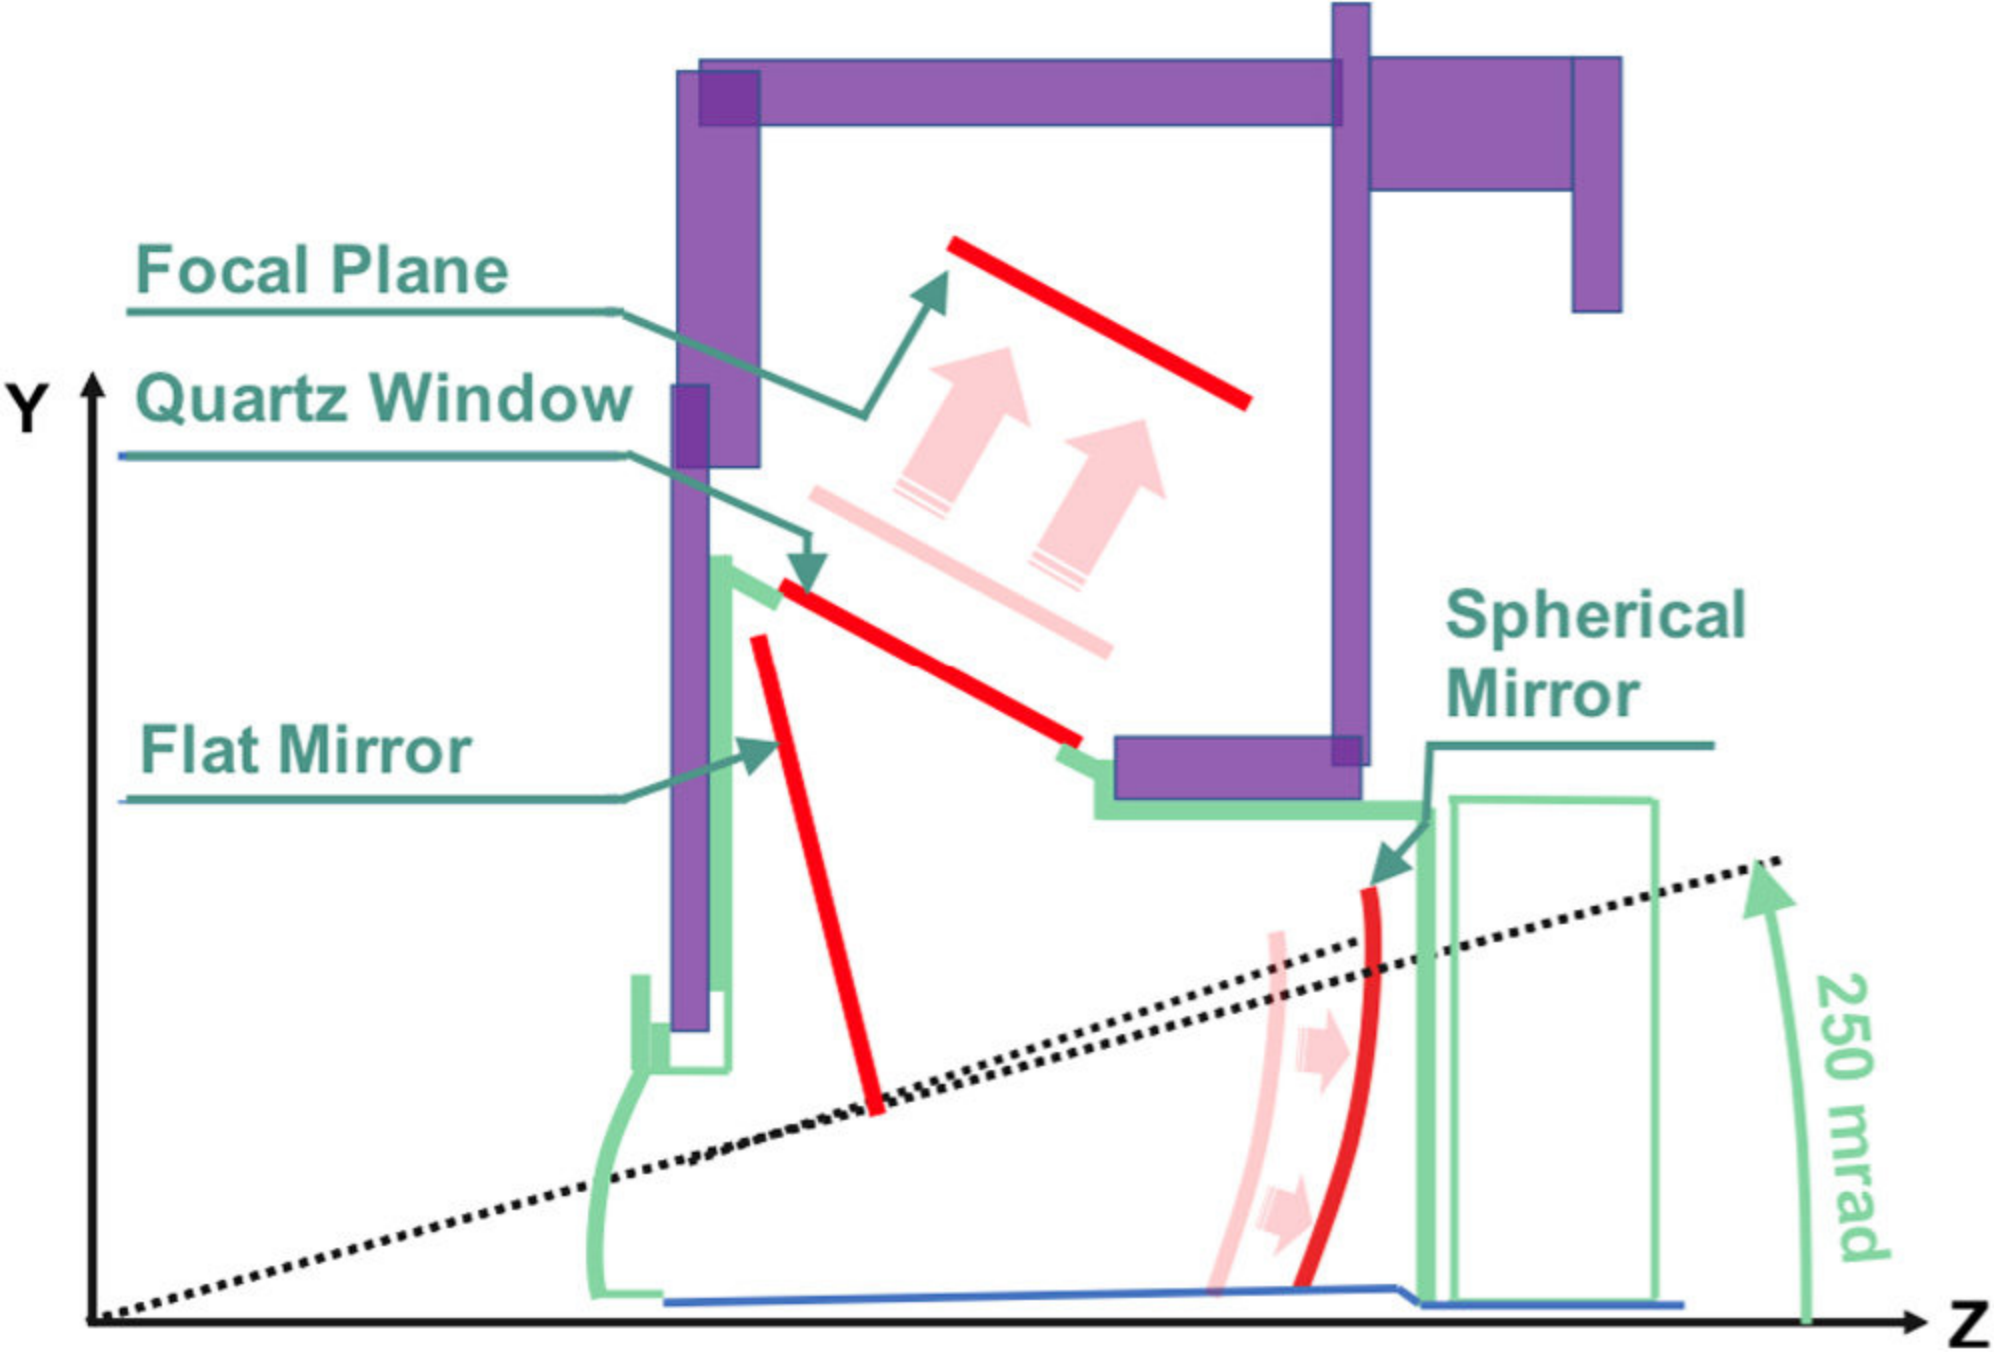 Focal Plane
Y
Quartz Window
Spherical
Mirror
Flat Mirror
250 mrad
Z